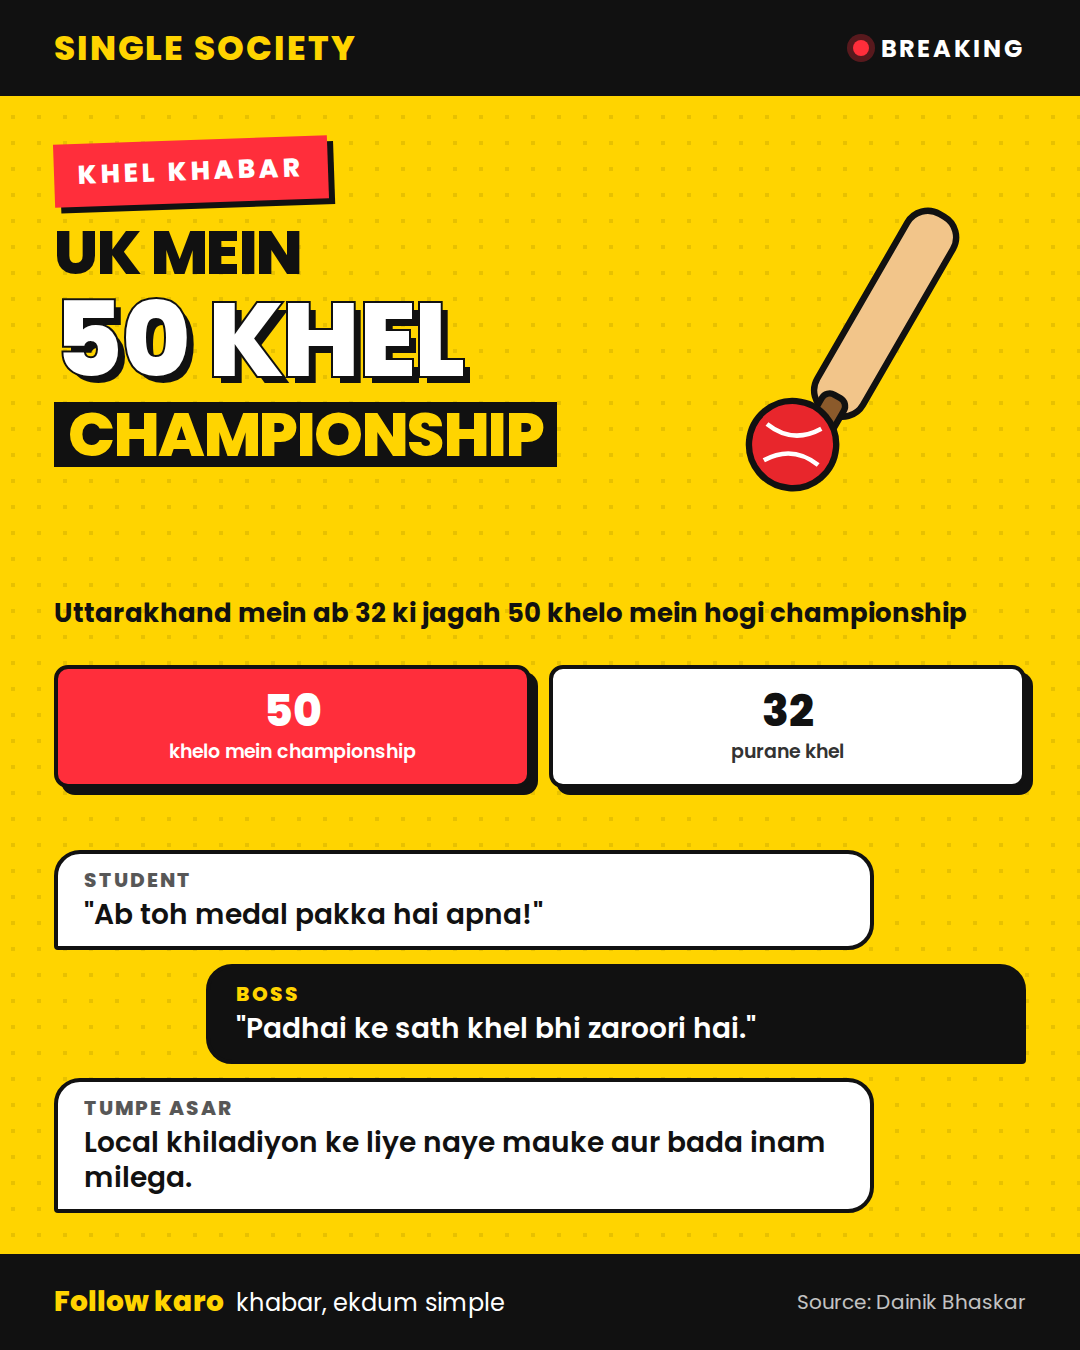 SINGLE SOCIETY
BREAKING
KHEL KHABAR
UK MEIN
50 KHEL
CHAMPIONSHIP
Uttarakhand mein ab 32 ki jagah 50 khelo mein hogi championship
50
khelo mein championship
32
purane khel
STUDENT
"Ab toh medal pakka hai apna!"
BOSS
"Padhai ke sath khel bhi zaroori hai."
TUMPE ASAR
Local khiladiyon ke liye naye mauke aur bada inam
milega.
Follow karo khabar, ekdum simple
Source: Dainik Bhaskar